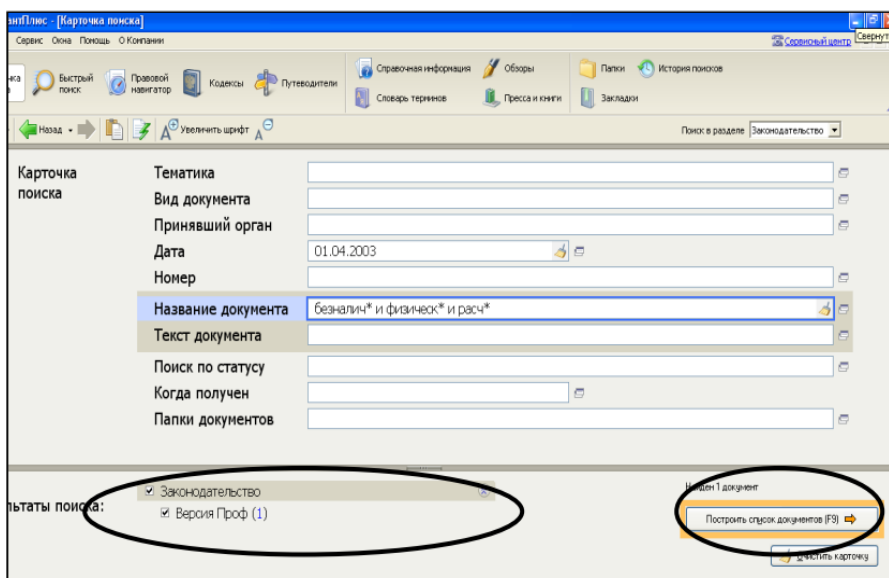 антПлюс - [Карточка поиска]
Сервис Окна Помощь О Компании
Сервисный центр
Свернут
Быстрый поиск
Правовой навигатор
Кодексы
Путеводители
Справочная информация
Словарь терминов
Обзоры
Пресса и книги
Папки
Закладки
История поисков
Назад
Увеличить шрифт
Поиск в разделе Законодательство
Карточка поиска
Тематика
Вид документа
Принявший орган
Дата 01.04.2003
Номер
Название документа безналич* и физическ* и расч*
Текст документа
Поиск по статусу
Когда получен
Папки документов
льтаты поиска:
Законодательство
Версия Проф (1)
Найден 1 документ
Построить список документов (F9)
Очистить карточку